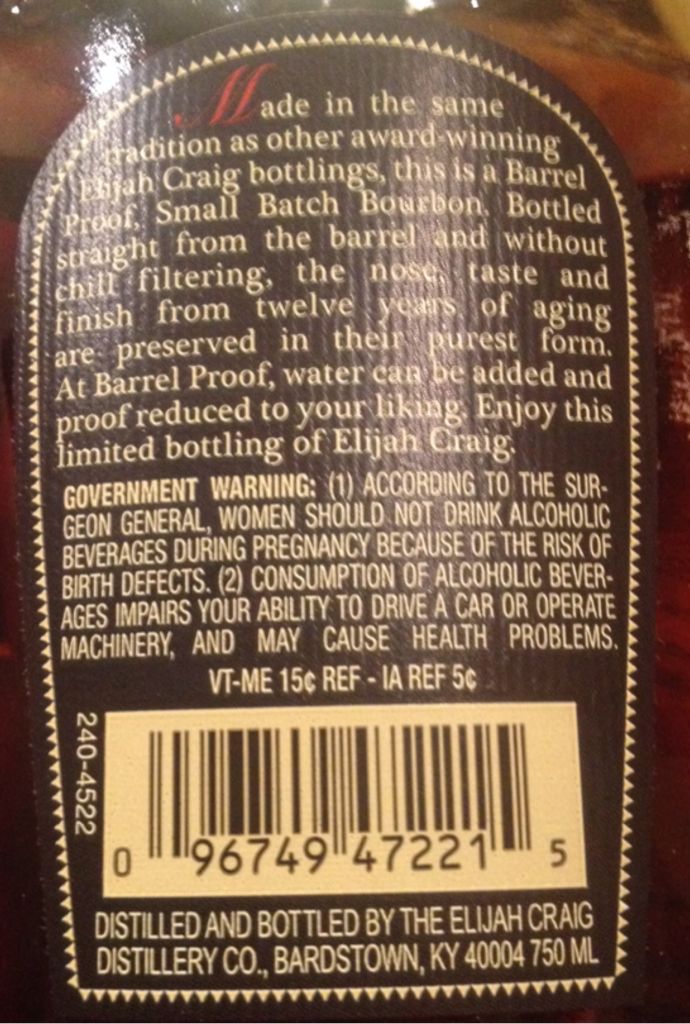 Made in the same
tradition as other award-winning
Elijah Craig bottlings, this is a Barrel
Proof, Small Batch Bourbon. Bottled
straight from the barrel and without
chill filtering, the nose, taste and
finish from twelve years of aging
are preserved in their purest form.
At Barrel Proof, water can be added and
proof reduced to your liking. Enjoy this
limited bottling of Elijah Craig.
GOVERNMENT WARNING: (1) ACCORDING TO THE SUR-
GEON GENERAL, WOMEN SHOULD NOT DRINK ALCOHOLIC
BEVERAGES DURING PREGNANCY BECAUSE OF THE RISK OF
BIRTH DEFECTS. (2) CONSUMPTION OF ALCOHOLIC BEVER-
AGES IMPAIRS YOUR ABILITY TO DRIVE A CAR OR OPERATE
MACHINERY, AND MAY CAUSE HEALTH PROBLEMS.
VT-ME 15¢ REF - IA REF 5¢
240-4522
0 96749 47221 5
DISTILLED AND BOTTLED BY THE ELIJAH CRAIG
DISTILLERY CO., BARDSTOWN, KY 40004 750 ML